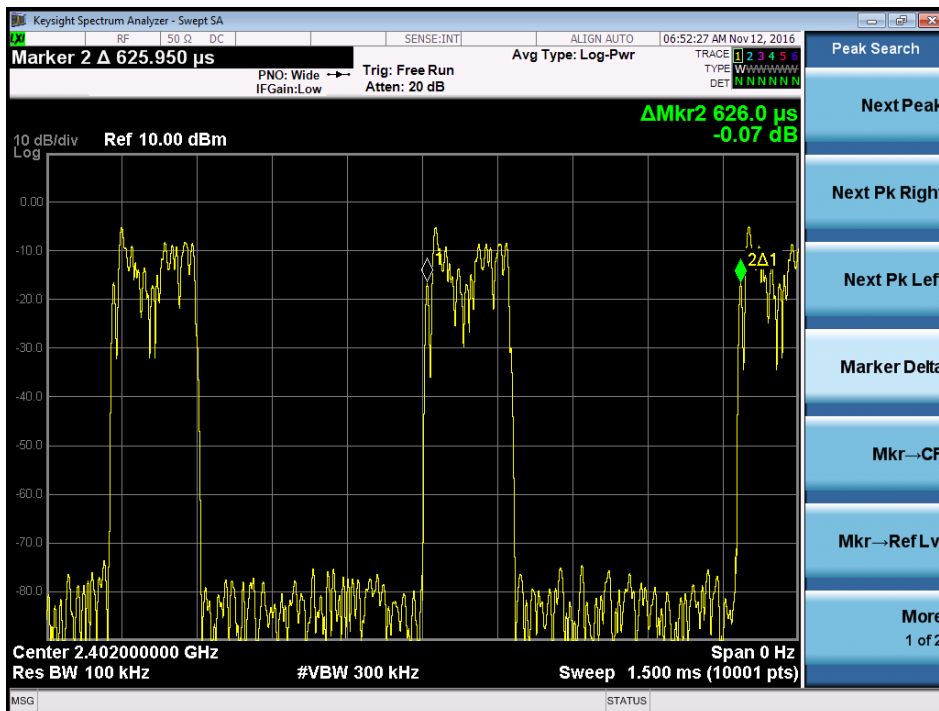 Keysight Spectrum Analyzer - Swept SA
LXI
RF
50 Ω
DC
SENSE:INT
ALIGN AUTO
06:52:27 AM Nov 12, 2016
Marker 2 Δ 625.950 μs
PNO: Wide
IFGain:Low
Trig: Free Run
Atten: 20 dB
Avg Type: Log-Pwr
TRACE 1 2 3 4 5 6
TYPE WWWWWW
DET N N N N N N
ΔMkr2 626.0 μs
-0.07 dB
10 dB/div
Log
Ref 10.00 dBm
0.00
-10.0
-20.0
-30.0
-40.0
-50.0
-60.0
-70.0
-80.0
1
2Δ1
Center 2.402000000 GHz
Span 0 Hz
Res BW 100 kHz
#VBW 300 kHz
Sweep 1.500 ms (10001 pts)
MSG
STATUS
Peak Search
Next Peak
Next Pk Right
Next Pk Left
Marker Delta
Mkr→CF
Mkr→Ref Lv
More
1 of 2